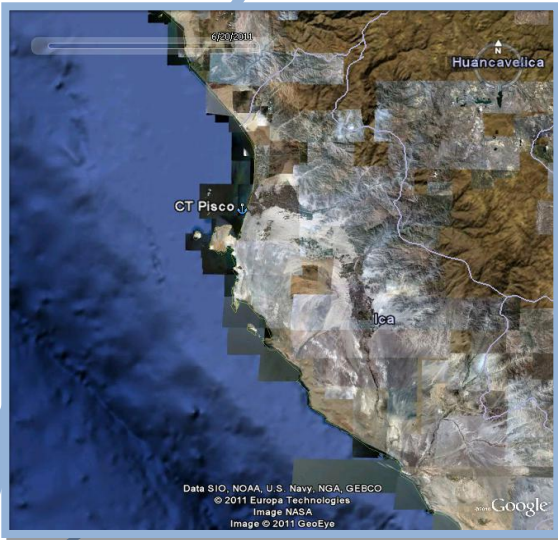 6/20/2011
N
Huancavelica
CT Pisco
Ica
Data SIO, NOAA, U.S. Navy, NGA, GEBCO
© 2011 Europa Technologies
Image NASA
Image © 2011 GeoEye
©2010 Google